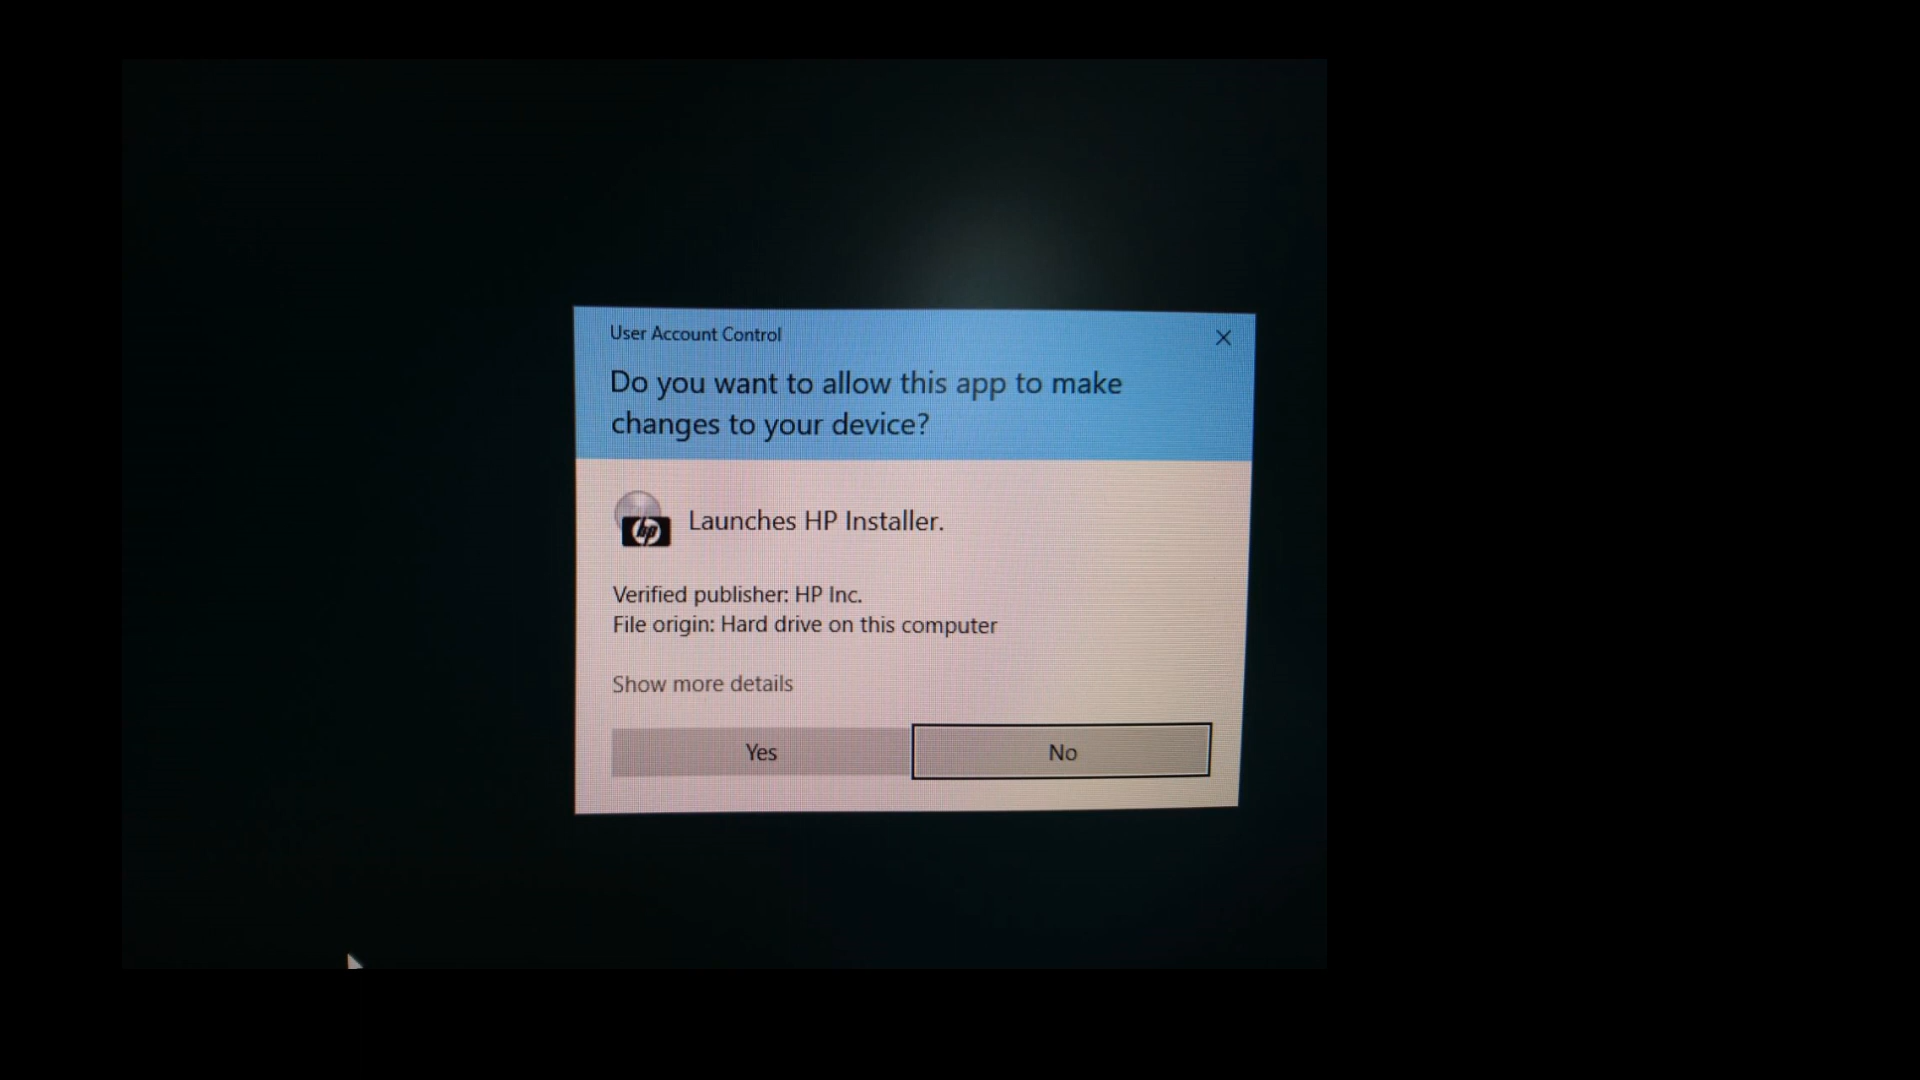 User Account Control
Do you want to allow this app to make
changes to your device?
hp
Launches HP Installer.
Verified publisher: HP Inc.
File origin: Hard drive on this computer
Show more details
Yes
No